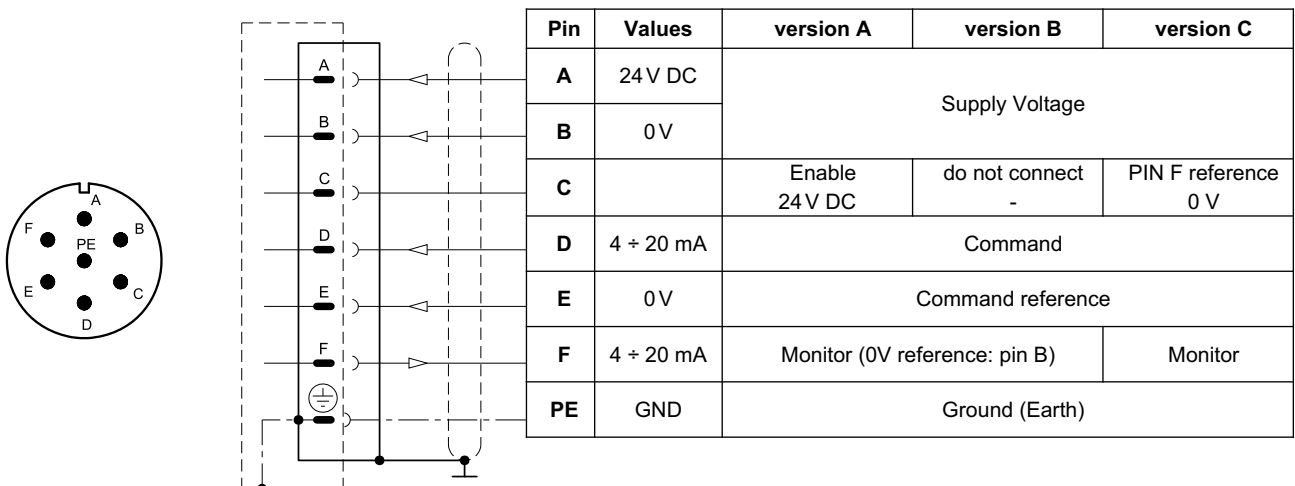 A
B
C
D
E
F
PE
A
B
C
D
E
F
Pin Values version A version B version C
A 24 V DC Supply Voltage
B 0 V
C Enable 24 V DC do not connect - PIN F reference 0 V
D 4 ÷ 20 mA Command
E 0 V Command reference
F 4 ÷ 20 mA Monitor (0V reference: pin B) Monitor
PE GND Ground (Earth)